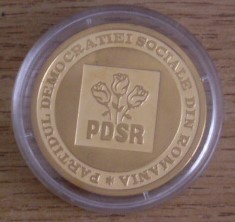 * PARTIDUL DEMOCRATIEI SOCIALE DIN ROMANIA
PDSR